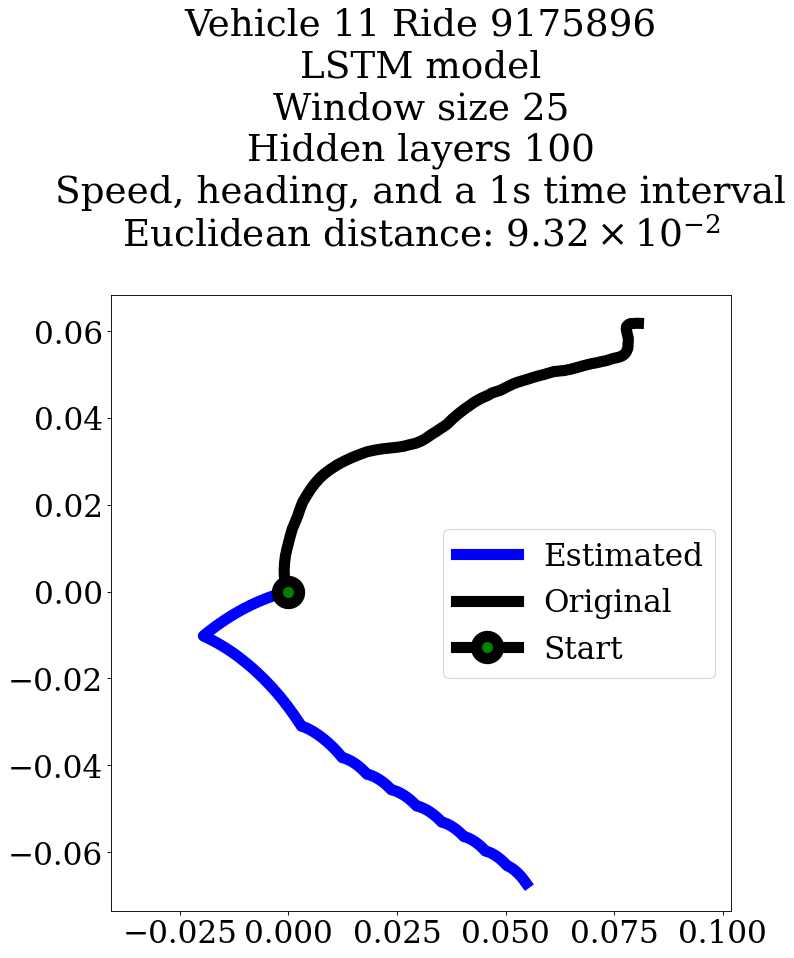 Vehicle 11 Ride 9175896
LSTM model
Window size 25
Hidden layers 100
Speed, heading, and a 1s time interval
Euclidean distance: 9.32 × 10⁻²
0.06
0.04
0.02
0.00
−0.02
−0.04
−0.06
Estimated
Original
Start
−0.025 0.000 0.025 0.050 0.075 0.100